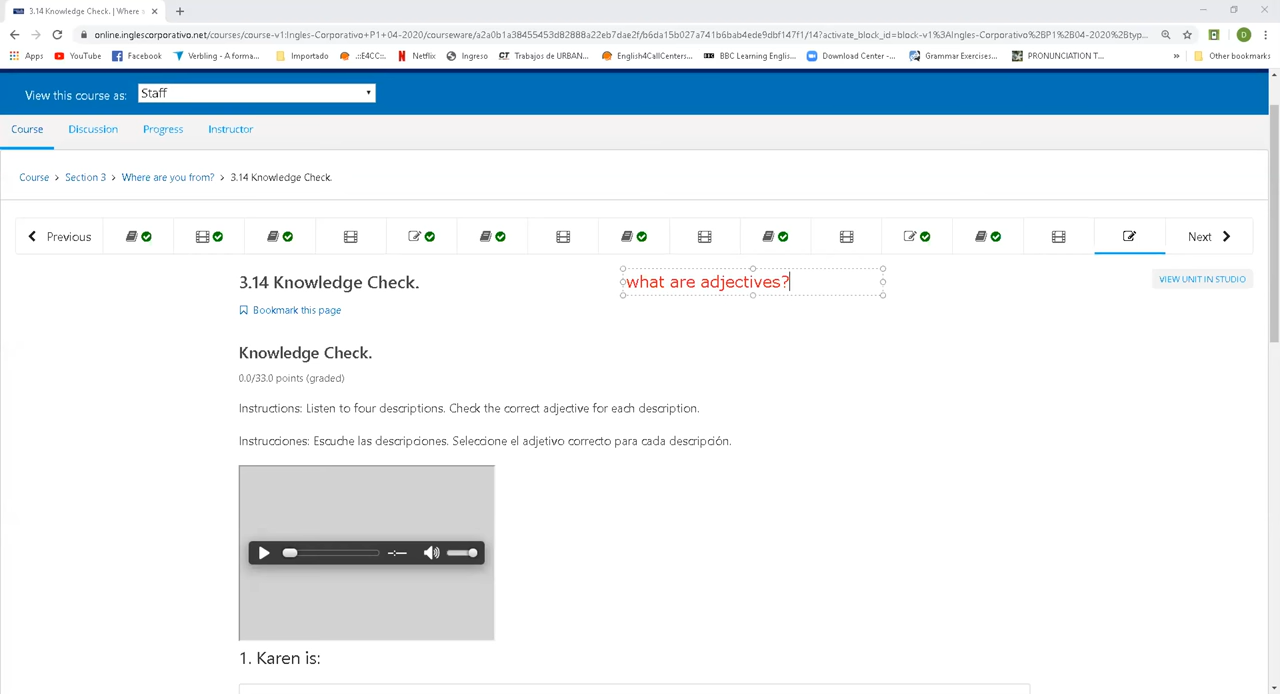 3.14 Knowledge Check. | Where a
online.inglescorporativo.net/courses/course-v1:Ingles-Corporativo+P1+04-2020/courseware/a2a0b1a38455453d82888a22eb7dae2f/b6da15b027a741b6bab4ede9dbf147f1/14?activate_block_id=block-v1%3AIngles-Corporativo%2BP1%2B04-2020%2Btyp...
Apps YouTube Facebook Verbling - A forma... Importado .::E4CC::. Netflix Ingreso CT Trabajos de URBAN... English4CallCenters... BBC Learning Englis... Download Center -... Grammar Exercises... PRONUNCIATION T... » Other bookmarks
View this course as: Staff
Course Discussion Progress Instructor
Course > Section 3 > Where are you from? > 3.14 Knowledge Check.
Previous Next
3.14 Knowledge Check. what are adjectives? VIEW UNIT IN STUDIO
Bookmark this page
Knowledge Check.
0.0/33.0 points (graded)
Instructions: Listen to four descriptions. Check the correct adjective for each description.
Instrucciones: Escuche las descripciones. Seleccione el adjetivo correcto para cada descripción.
-:--
1. Karen is: